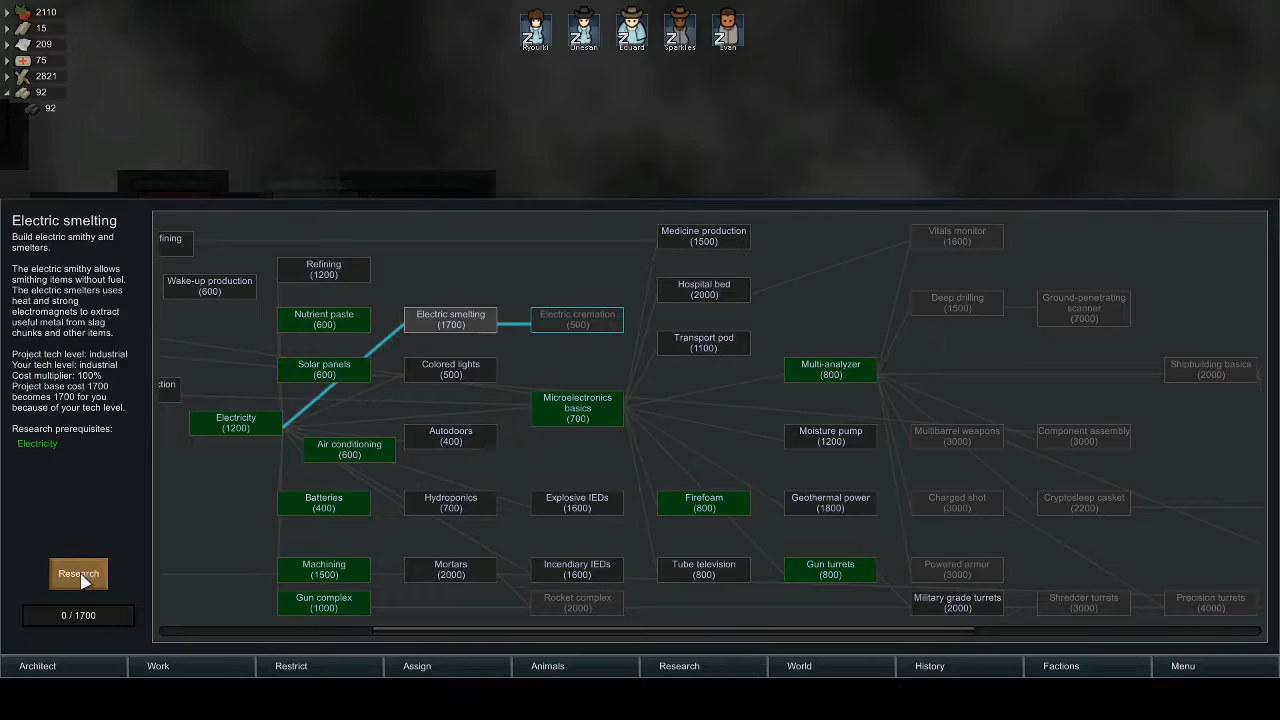 2110
15
209
75
2821
92
92
Z Z Z Z Z
Ryouiki Onesan Eduard Sparkles Evan
Electric smelting
Build electric smithy and
smelters.
The electric smithy allows
smithing items without fuel.
The electric smelters uses
heat and strong
electromagnets to extract
useful metal from slag
chunks and other items.
Project tech level: industrial
Your tech level: industrial
Cost multiplier: 100%
Project base cost 1700
becomes 1700 for you
because of your tech level.
Research prerequisites:
Electricity
Research
0 / 1700
fining
Wake-up production
(600)
ction
Electricity
(1200)
Refining
(1200)
Nutrient paste
(600)
Solar panels
(600)
Air conditioning
(600)
Batteries
(400)
Machining
(1500)
Gun complex
(1000)
Electric smelting
(1700)
Colored lights
(500)
Autodoors
(400)
Hydroponics
(700)
Mortars
(2000)
Electric cremation
(500)
Microelectronics
basics
(700)
Explosive IEDs
(1600)
Incendiary IEDs
(1600)
Rocket complex
(2000)
Medicine production
(1500)
Hospital bed
(2000)
Transport pod
(1100)
Firefoam
(800)
Tube television
(800)
Multi-analyzer
(800)
Moisture pump
(1200)
Geothermal power
(1800)
Gun turrets
(800)
Vitals monitor
(1600)
Deep drilling
(1500)
Multibarrel weapons
(3000)
Charged shot
(3000)
Powered armor
(3000)
Military grade turrets
(2000)
Ground-penetrating
scanner
(7000)
Component assembly
(3000)
Cryptosleep casket
(2200)
Shredder turrets
(3000)
Shipbuilding basics
(2000)
Precision turrets
(4000)
Architect Work Restrict Assign Animals Research World History Factions Menu